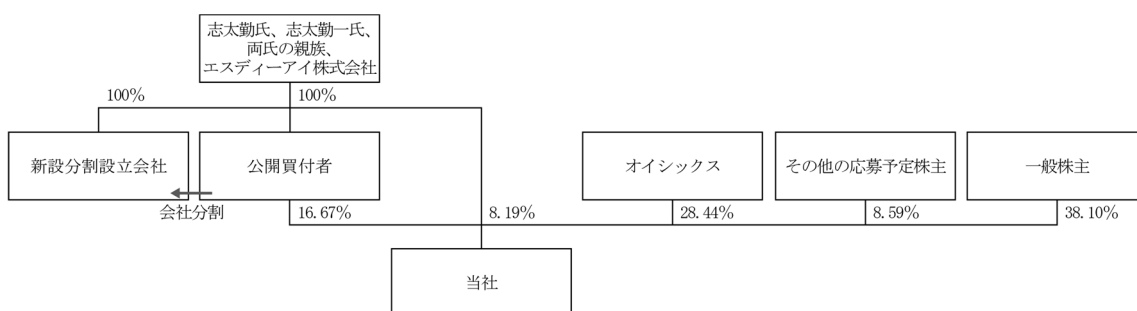 志太勤氏、志太勤一氏、
両氏の親族、
エスディーアイ株式会社
100%
100%
新設分割設立会社
公開買付者
オイシックス
その他の応募予定株主
一般株主
会社分割
16.67%
8.19%
28.44%
8.59%
38.10%
当社